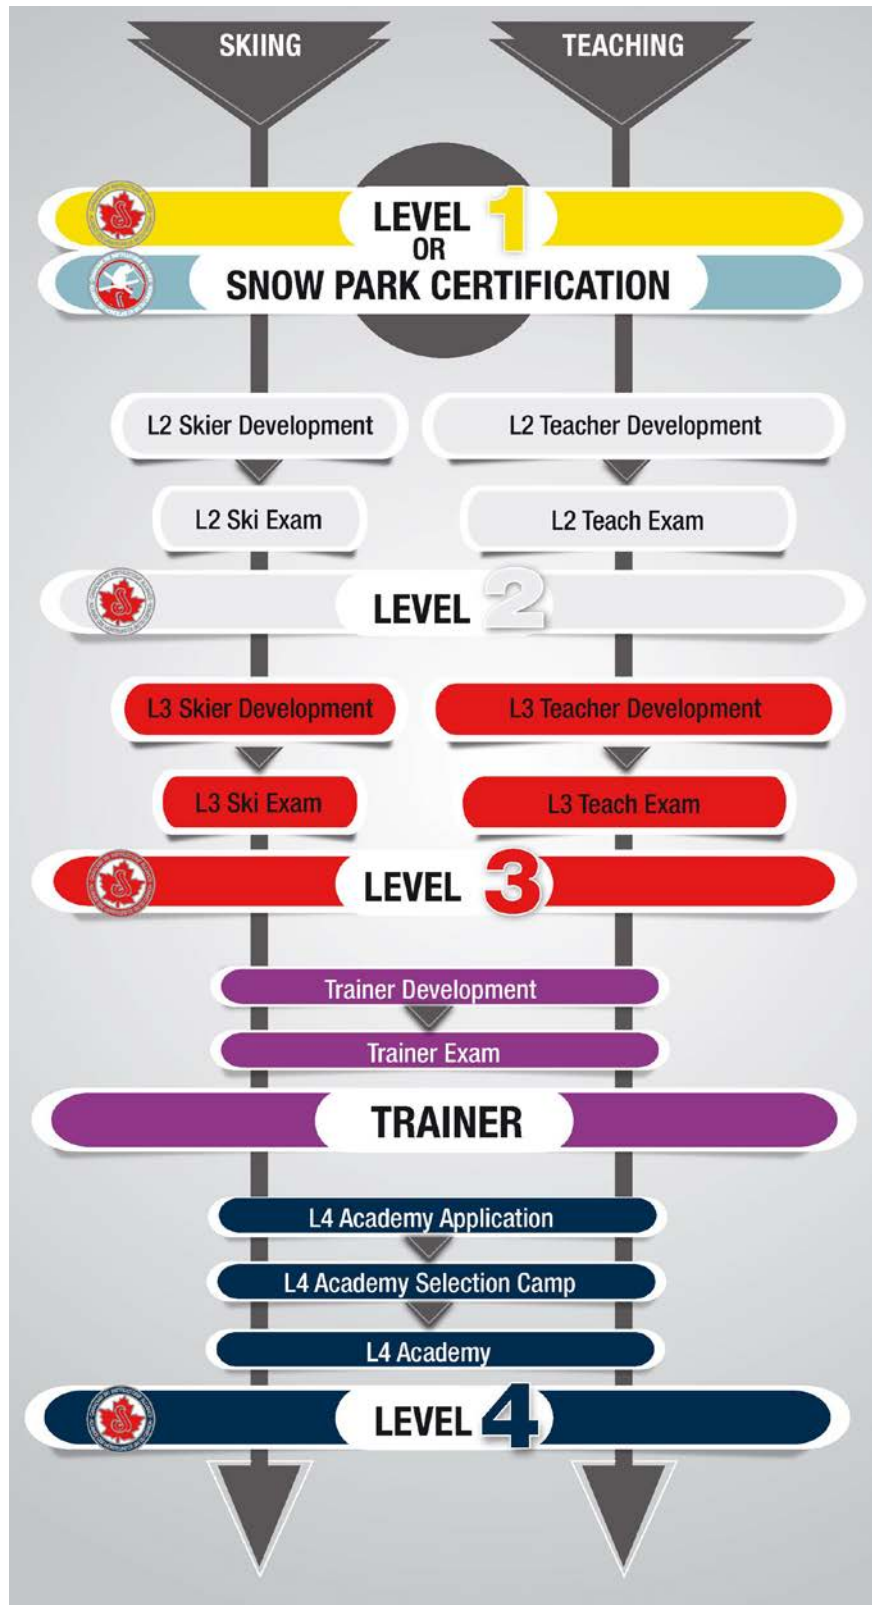 SKIING
TEACHING
LEVEL 1
OR
SNOW PARK CERTIFICATION
L2 Skier Development
L2 Teacher Development
L2 Ski Exam
L2 Teach Exam
LEVEL 2
L3 Skier Development
L3 Teacher Development
L3 Ski Exam
L3 Teach Exam
LEVEL 3
Trainer Development
Trainer Exam
TRAINER
L4 Academy Application
L4 Academy Selection Camp
L4 Academy
LEVEL 4